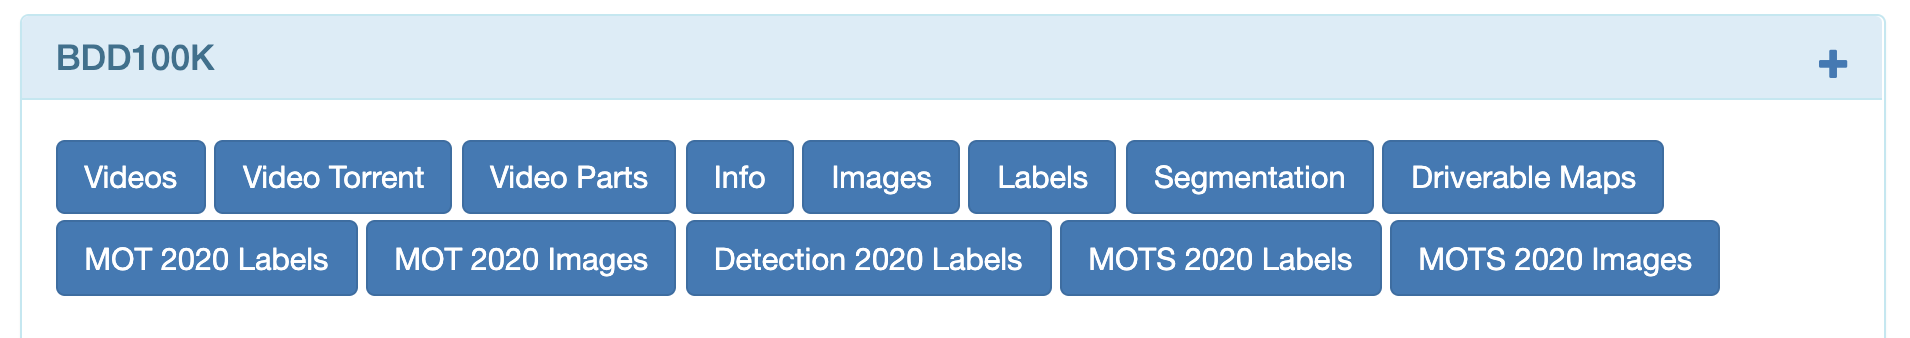 BDD100K
Videos Video Torrent Video Parts Info Images Labels Segmentation Driverable Maps
MOT 2020 Labels MOT 2020 Images Detection 2020 Labels MOTS 2020 Labels MOTS 2020 Images